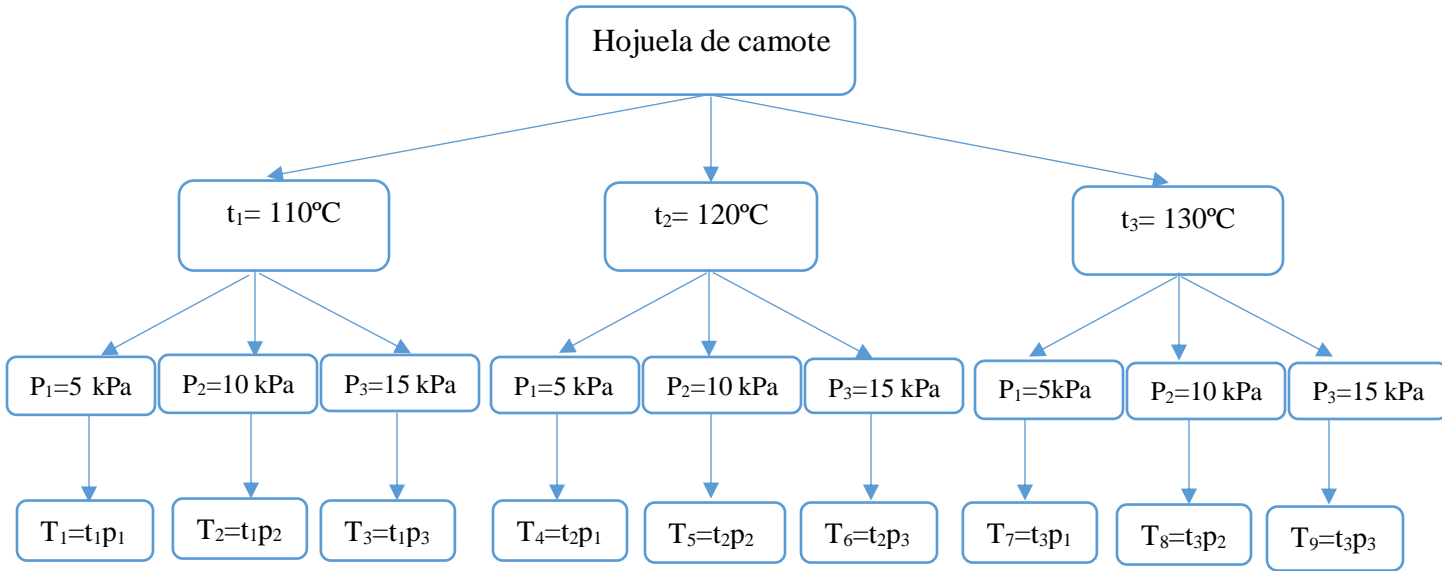 Hojuela de camote
t₁= 110ºC
t₂= 120ºC
t₃= 130ºC
P₁=5 kPa
P₂=10 kPa
P₃=15 kPa
P₁=5 kPa
P₂=10 kPa
P₃=15 kPa
P₁=5kPa
P₂=10 kPa
P₃=15 kPa
T₁=t₁p₁
T₂=t₁p₂
T₃=t₁p₃
T₄=t₂p₁
T₅=t₂p₂
T₆=t₂p₃
T₇=t₃p₁
T₈=t₃p₂
T₉=t₃p₃